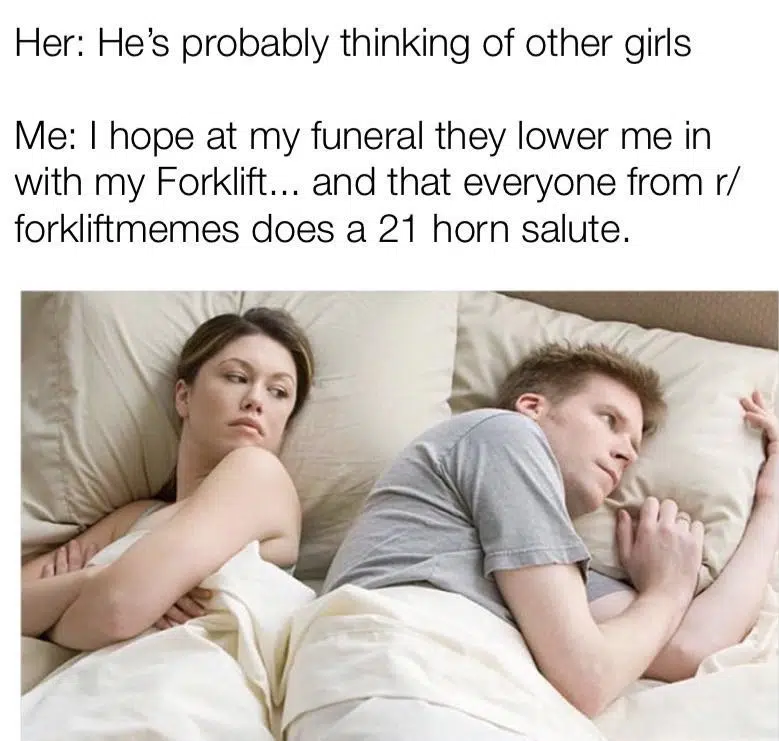 Her: He’s probably thinking of other girls
Me: I hope at my funeral they lower me in
with my Forklift... and that everyone from r/
forkliftmemes does a 21 horn salute.